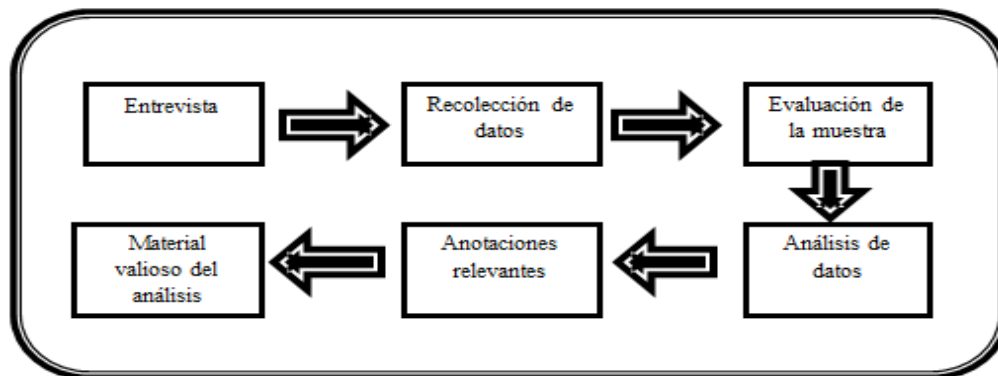 Entrevista
Recolección de
datos
Evaluación de
la muestra
Análisis de
datos
Anotaciones
relevantes
Material
valioso del
análisis